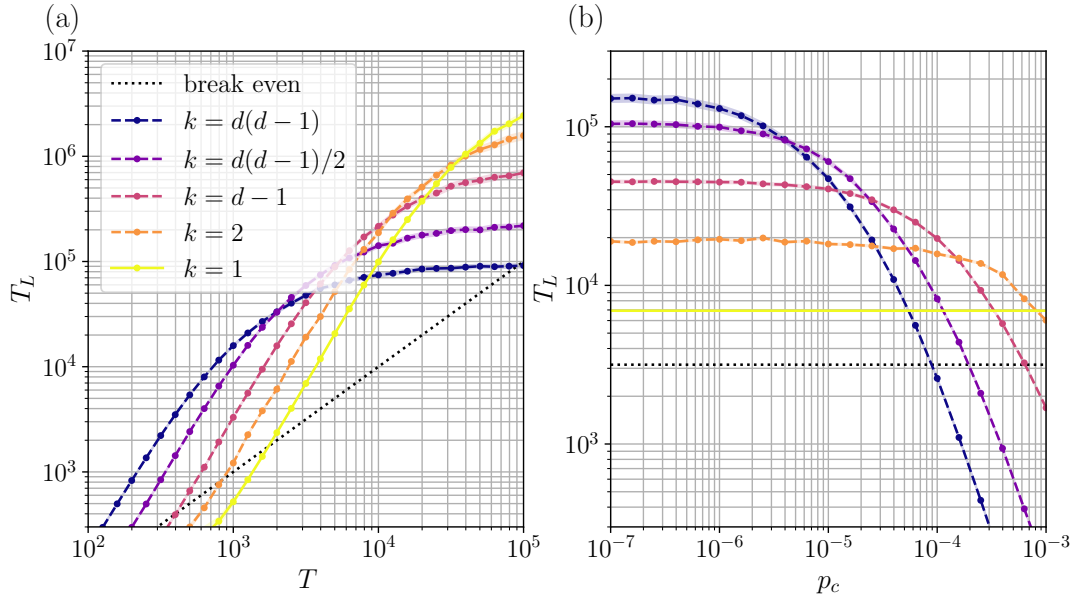 (a)
10^7
10^6
10^5
10^4
10^3
T_L
10^2
10^3
10^4
10^5
T
break even
k = d(d − 1)
k = d(d − 1)/2
k = d − 1
k = 2
k = 1
(b)
10^5
10^4
10^3
T_L
10^{-7}
10^{-6}
10^{-5}
10^{-4}
10^{-3}
p_c